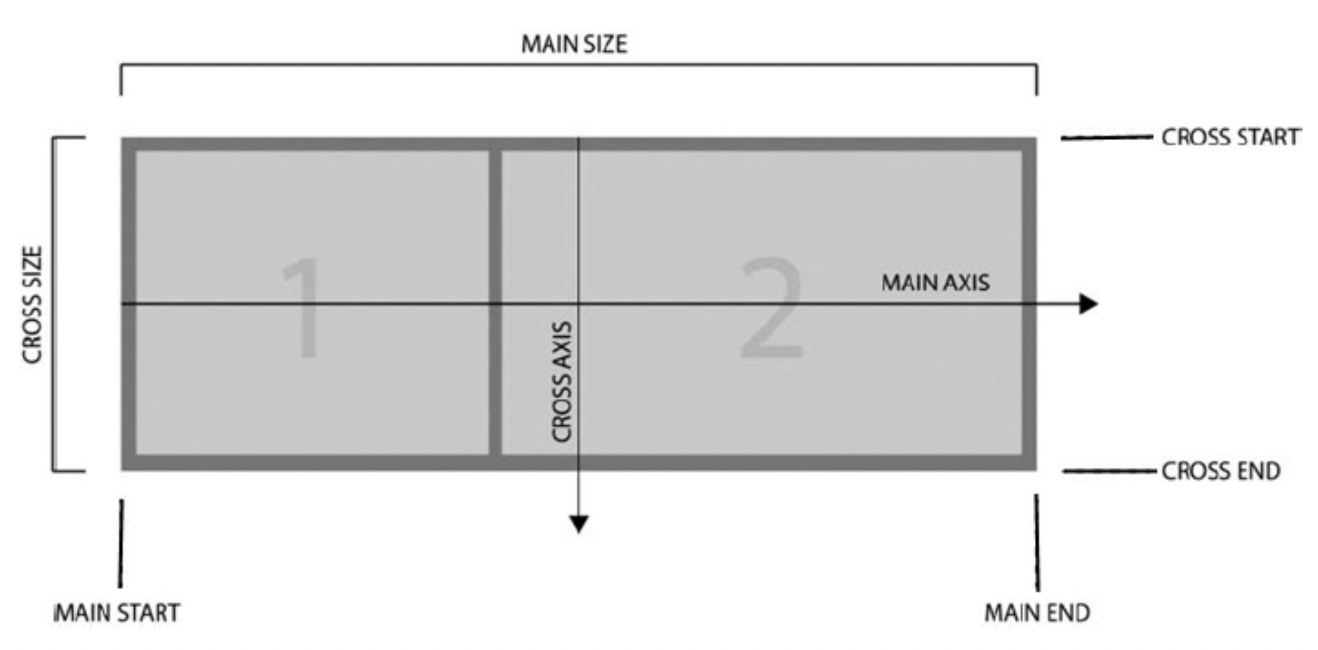 MAIN SIZE
CROSS START
CROSS SIZE
1
2
MAIN AXIS
CROSS AXIS
CROSS END
MAIN START
MAIN END